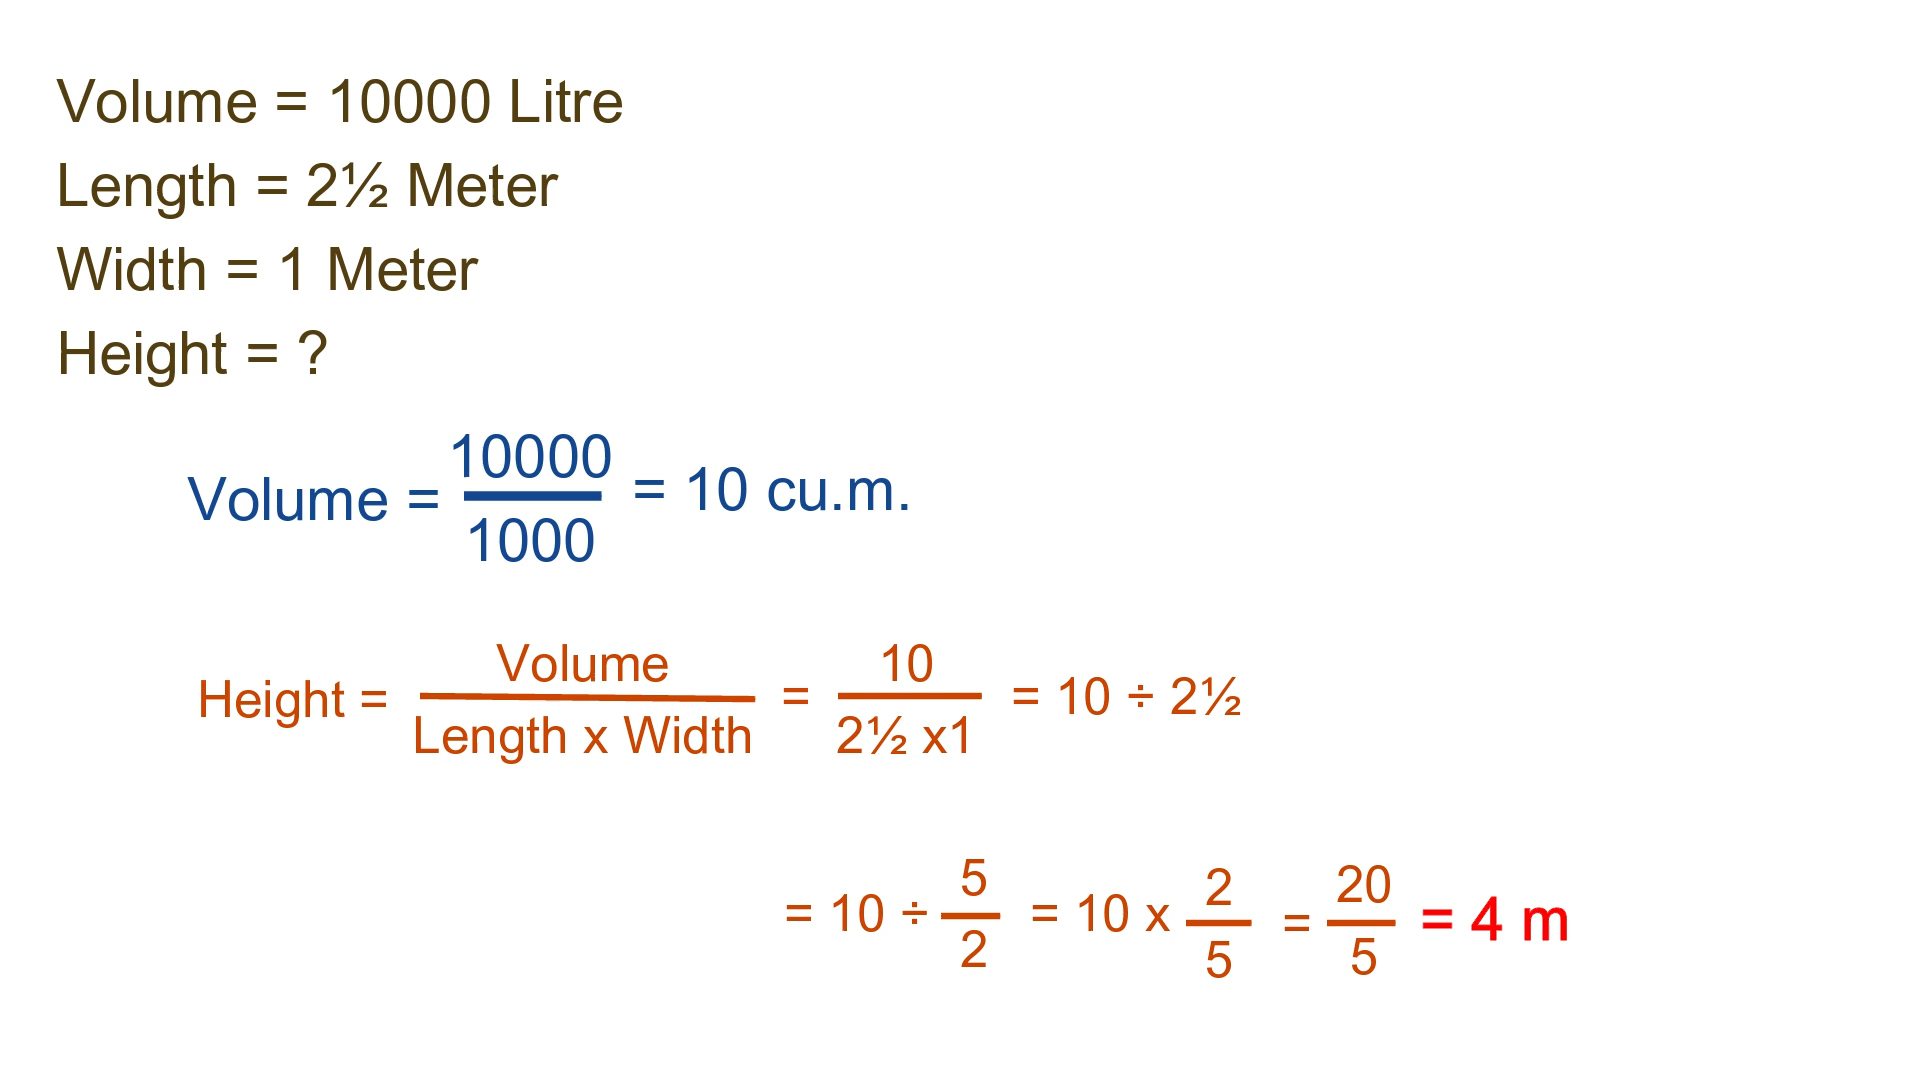 Volume = 10000 Litre
Length = 2½ Meter
Width = 1 Meter
Height = ?
Volume = 10000/1000 = 10 cu.m.
Height = Volume/Length x Width = 10/2½ x1 = 10 ÷ 2½
= 10 ÷ 5/2 = 10 x 2/5 = 20/5 = 4 m